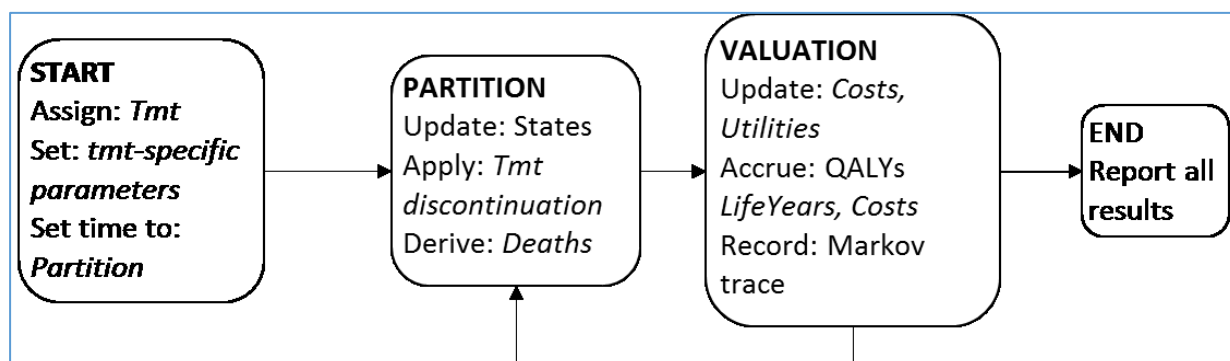 START
Assign: Tmt
Set: tmt-specific
parameters
Set time to:
Partition
PARTITION
Update: States
Apply: Tmt
discontinuation
Derive: Deaths
VALUATION
Update: Costs,
Utilities
Accrue: QALYs
LifeYears, Costs
Record: Markov
trace
END
Report all
results